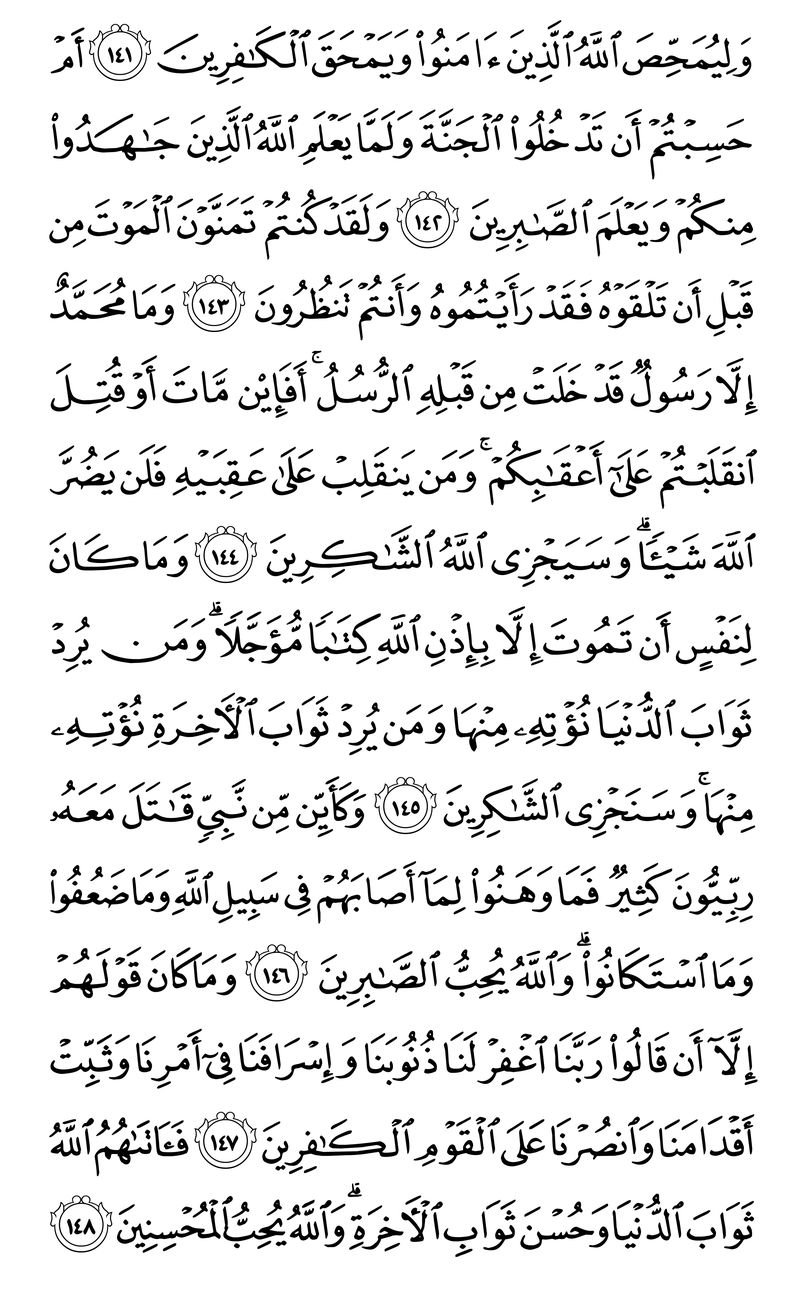 وَلِيُمَحِّصَ ٱللَّهُ ٱلَّذِينَ ءَامَنُوا۟ وَيَمْحَقَ ٱلْكَٰفِرِينَ ١٤١ أَمْ
حَسِبْتُمْ أَن تَدْخُلُوا۟ ٱلْجَنَّةَ وَلَمَّا يَعْلَمِ ٱللَّهُ ٱلَّذِينَ جَٰهَدُوا۟
مِنكُمْ وَيَعْلَمَ ٱلصَّٰبِرِينَ ١٤٢ وَلَقَدْ كُنتُمْ تَمَنَّوْنَ ٱلْمَوْتَ مِن
قَبْلِ أَن تَلْقَوْهُ فَقَدْ رَأَيْتُمُوهُ وَأَنتُمْ تَنظُرُونَ ١٤٣ وَمَا مُحَمَّدٌ
إِلَّا رَسُولٌ قَدْ خَلَتْ مِن قَبْلِهِ ٱلرُّسُلُ ۚ أَفَإِي۟ن مَّاتَ أَوْ قُتِلَ
ٱنقَلَبْتُمْ عَلَىٰٓ أَعْقَٰبِكُمْ ۚ وَمَن يَنقَلِبْ عَلَىٰ عَقِبَيْهِ فَلَن يَضُرَّ
ٱللَّهَ شَيْـًٔا ۗ وَسَيَجْزِى ٱللَّهُ ٱلشَّٰكِرِينَ ١٤٤ وَمَا كَانَ
لِنَفْسٍ أَن تَمُوتَ إِلَّا بِإِذْنِ ٱللَّهِ كِتَٰبًا مُّؤَجَّلًا ۗ وَمَن يُرِدْ
ثَوَابَ ٱلدُّنْيَا نُؤْتِهِۦ مِنْهَا وَمَن يُرِدْ ثَوَابَ ٱلْـَٔاخِرَةِ نُؤْتِهِۦ
مِنْهَا ۚ وَسَنَجْزِى ٱلشَّٰكِرِينَ ١٤٥ وَكَأَيِّن مِّن نَّبِىٍّ قَٰتَلَ مَعَهُۥ
رِبِّيُّونَ كَثِيرٌ فَمَا وَهَنُوا۟ لِمَآ أَصَابَهُمْ فِى سَبِيلِ ٱللَّهِ وَمَا ضَعُفُوا۟
وَمَا ٱسْتَكَانُوا۟ ۗ وَٱللَّهُ يُحِبُّ ٱلصَّٰبِرِينَ ١٤٦ وَمَا كَانَ قَوْلَهُمْ
إِلَّآ أَن قَالُوا۟ رَبَّنَا ٱغْفِرْ لَنَا ذُنُوبَنَا وَإِسْرَافَنَا فِىٓ أَمْرِنَا وَثَبِّتْ
أَقْدَامَنَا وَٱنصُرْنَا عَلَى ٱلْقَوْمِ ٱلْكَٰفِرِينَ ١٤٧ فَـَٔاتَىٰهُمُ ٱللَّهُ
ثَوَابَ ٱلدُّنْيَا وَحُسْنَ ثَوَابِ ٱلْـَٔاخِرَةِ ۗ وَٱللَّهُ يُحِبُّ ٱلْمُحْسِنِينَ ١٤٨